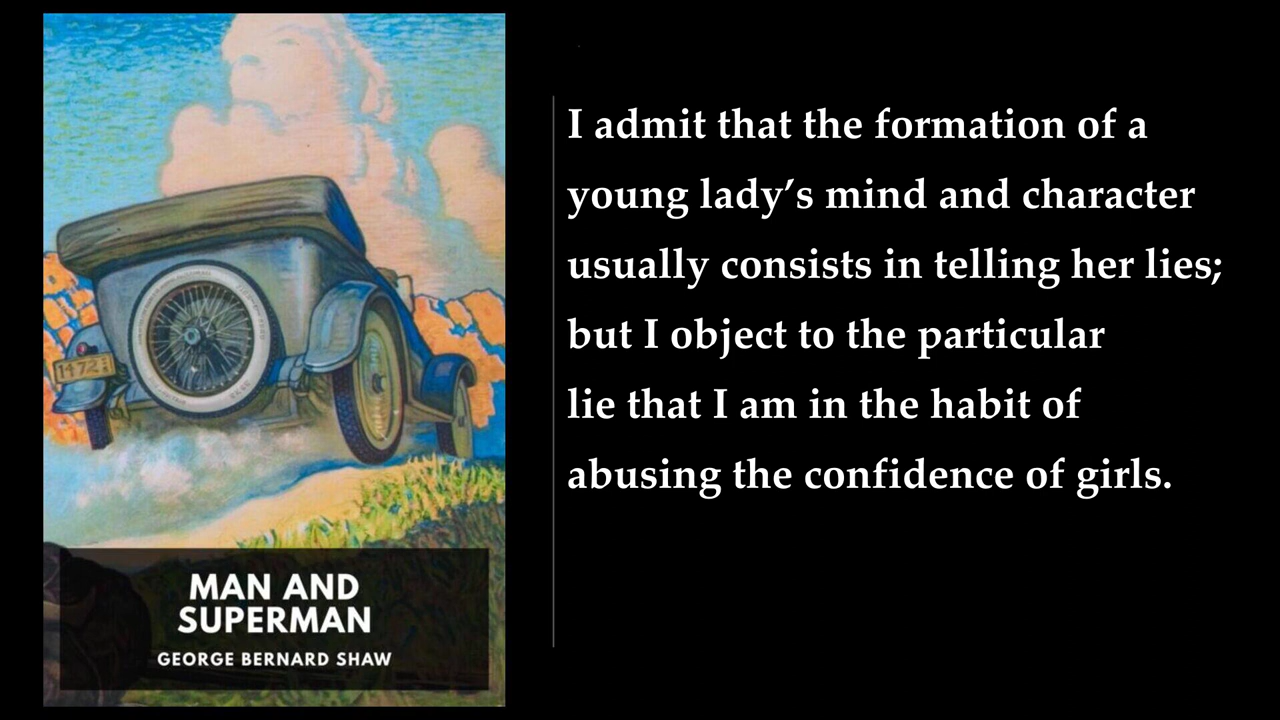 I admit that the formation of a
young lady’s mind and character
usually consists in telling her lies;
but I object to the particular
lie that I am in the habit of
abusing the confidence of girls.
1472
MAN AND
SUPERMAN
GEORGE BERNARD SHAW